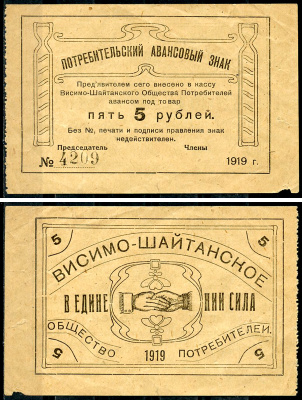 ПОТРЕБИТЕЛЬСКИЙ АВАНСОВЫЙ ЗНАК
Пред'явителем сего внесено в кассу
Висимо-Шайтанского Общества Потребителей
авансом под товар
пять 5 рублей.
Без №, печати и подписи правления знак
недействителен.
Председатель Члены
№ 4209 1919 г.
5 5
ВИСИМО-ШАЙТАНСКОЕ
В ЕДИНЕ НИИ СИЛА
ОБЩЕСТВО 1919 ПОТРЕБИТЕЛЕЙ.
5 5